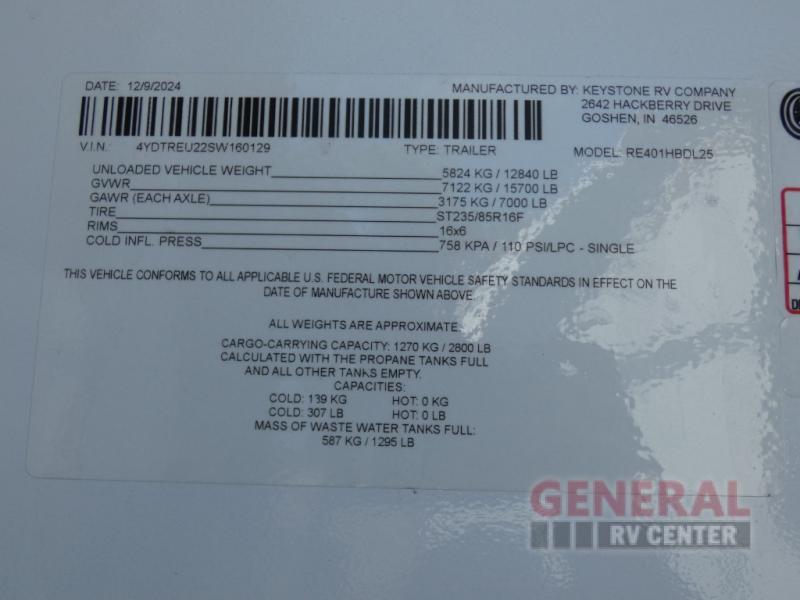 DATE: 12/9/2024
MANUFACTURED BY: KEYSTONE RV COMPANY
2642 HACKBERRY DRIVE
GOSHEN, IN 46526
V.I.N.: 4YDTREU22SW160129 TYPE: TRAILER MODEL: RE401HBDL25
UNLOADED VEHICLE WEIGHT 5824 KG / 12840 LB
GVWR 7122 KG / 15700 LB
GAWR (EACH AXLE) 3175 KG / 7000 LB
TIRE ST235/85R16F
RIMS 16x6
COLD INFL. PRESS 758 KPA / 110 PSI/LPC - SINGLE
THIS VEHICLE CONFORMS TO ALL APPLICABLE U.S. FEDERAL MOTOR VEHICLE SAFETY STANDARDS IN EFFECT ON THE
DATE OF MANUFACTURE SHOWN ABOVE.
ALL WEIGHTS ARE APPROXIMATE.
CARGO-CARRYING CAPACITY: 1270 KG / 2800 LB
CALCULATED WITH THE PROPANE TANKS FULL
AND ALL OTHER TANKS EMPTY.
CAPACITIES:
COLD: 139 KG HOT: 0 KG
COLD: 307 LB HOT: 0 LB
MASS OF WASTE WATER TANKS FULL:
587 KG / 1295 LB
GENERAL
RV CENTER